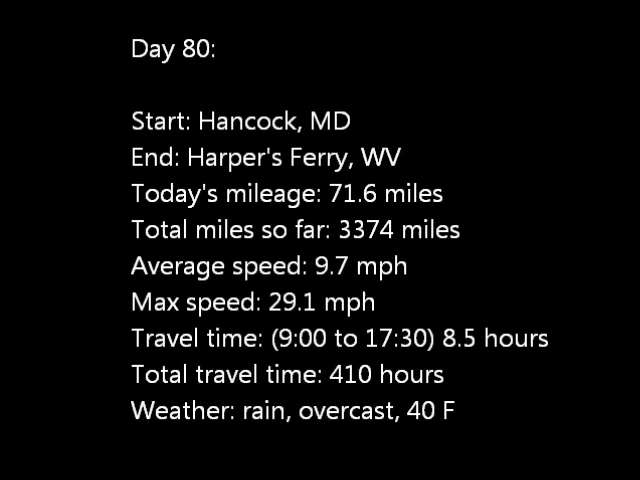 Day 80:
Start: Hancock, MD
End: Harper's Ferry, WV
Today's mileage: 71.6 miles
Total miles so far: 3374 miles
Average speed: 9.7 mph
Max speed: 29.1 mph
Travel time: (9:00 to 17:30) 8.5 hours
Total travel time: 410 hours
Weather: rain, overcast, 40 F